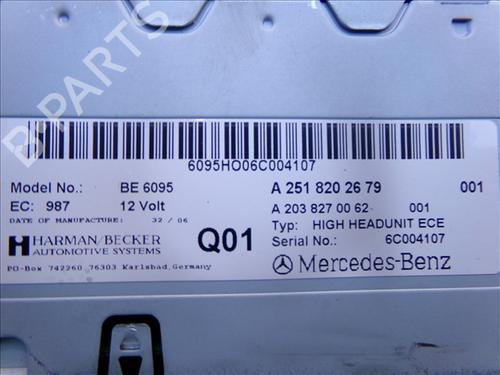 B-PARTS
6095HO06C004107
Model No.: BE 6095
A 251 820 26 79 001
EC: 987 12 Volt
A 203 827 00 62 001
DATE OF MANUFACTURE: 32 / 06
Typ: HIGH HEADUNIT ECE
HARMAN/BECKER
AUTOMOTIVE SYSTEMS
Q01
Serial No.: 6C004107
Mercedes-Benz
PO-Box 742260 76303 Karlsbad,Germany